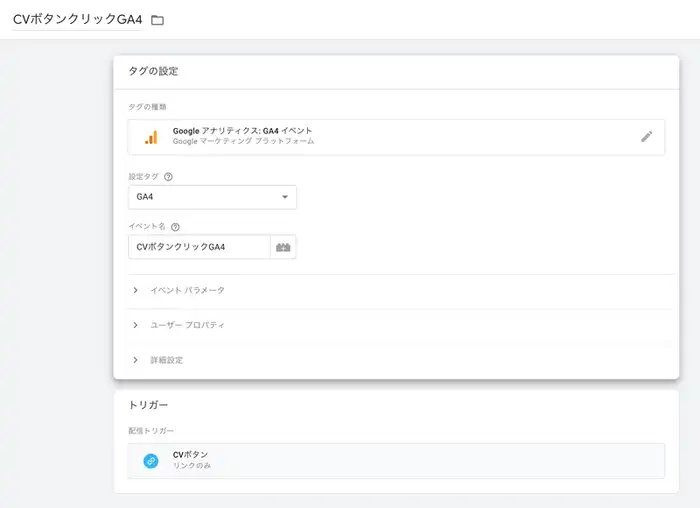 CVボタンクリックGA4
タグの設定
タグの種類
Google アナリティクス: GA4 イベント
Google マーケティング プラットフォーム
設定タグ
GA4
イベント名
CVボタンクリックGA4
イベント パラメータ
ユーザー プロパティ
詳細設定
トリガー
配信トリガー
CVボタン
リンクのみ